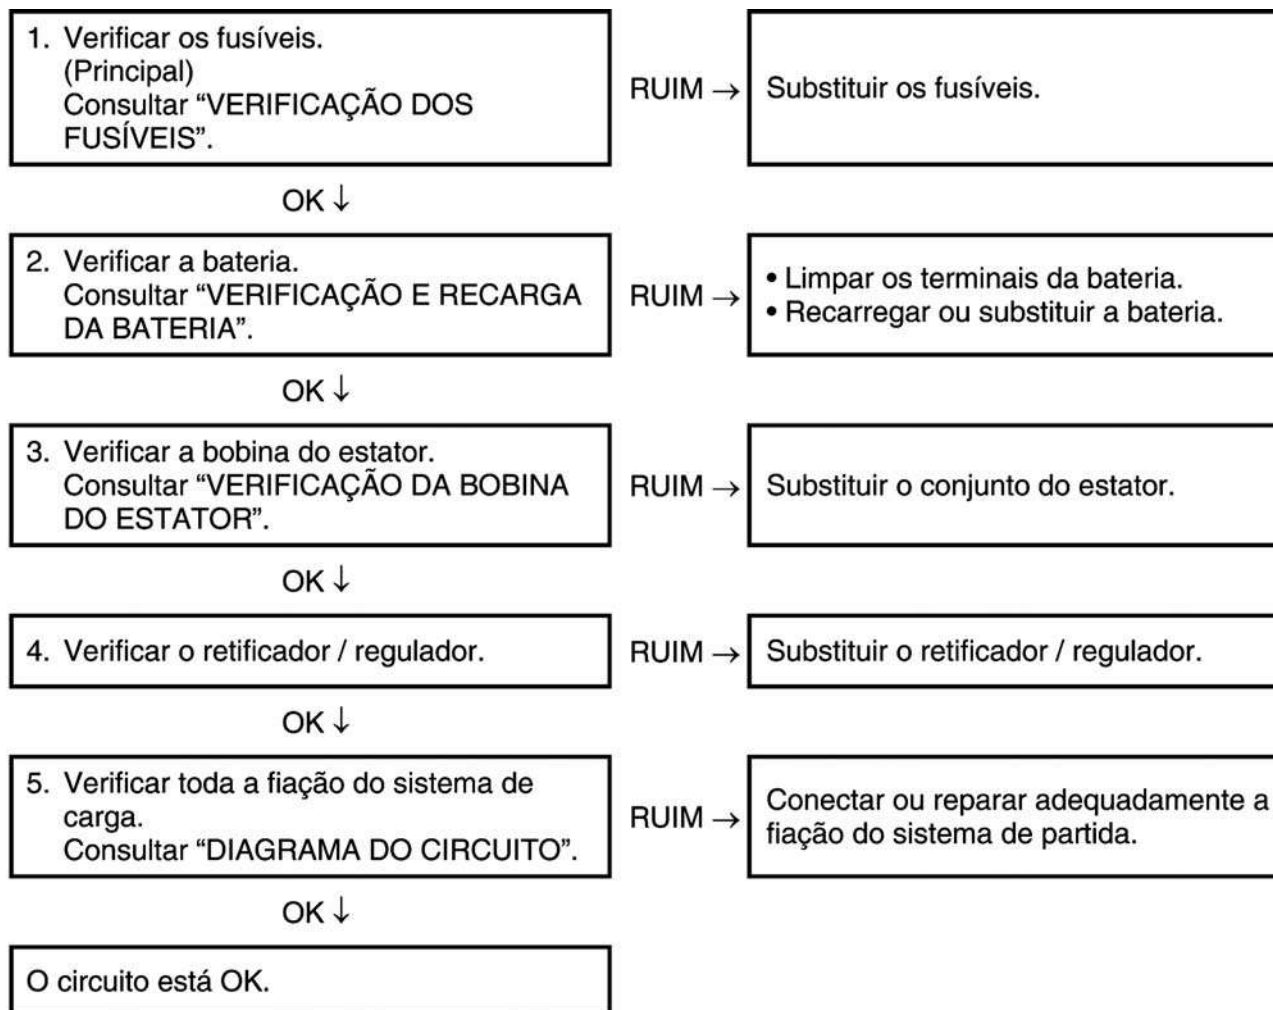 1. Verificar os fusíveis.
(Principal)
Consultar “VERIFICAÇÃO DOS
FUSÍVEIS”.
RUIM →
Substituir os fusíveis.
OK ↓
2. Verificar a bateria.
Consultar “VERIFICAÇÃO E RECARGA
DA BATERIA”.
RUIM →
• Limpar os terminais da bateria.
• Recarregar ou substituir a bateria.
OK ↓
3. Verificar a bobina do estator.
Consultar “VERIFICAÇÃO DA BOBINA
DO ESTATOR”.
RUIM →
Substituir o conjunto do estator.
OK ↓
4. Verificar o retificador / regulador.
RUIM →
Substituir o retificador / regulador.
OK ↓
5. Verificar toda a fiação do sistema de
carga.
Consultar “DIAGRAMA DO CIRCUITO”.
RUIM →
Conectar ou reparar adequadamente a
fiação do sistema de partida.
OK ↓
O circuito está OK.